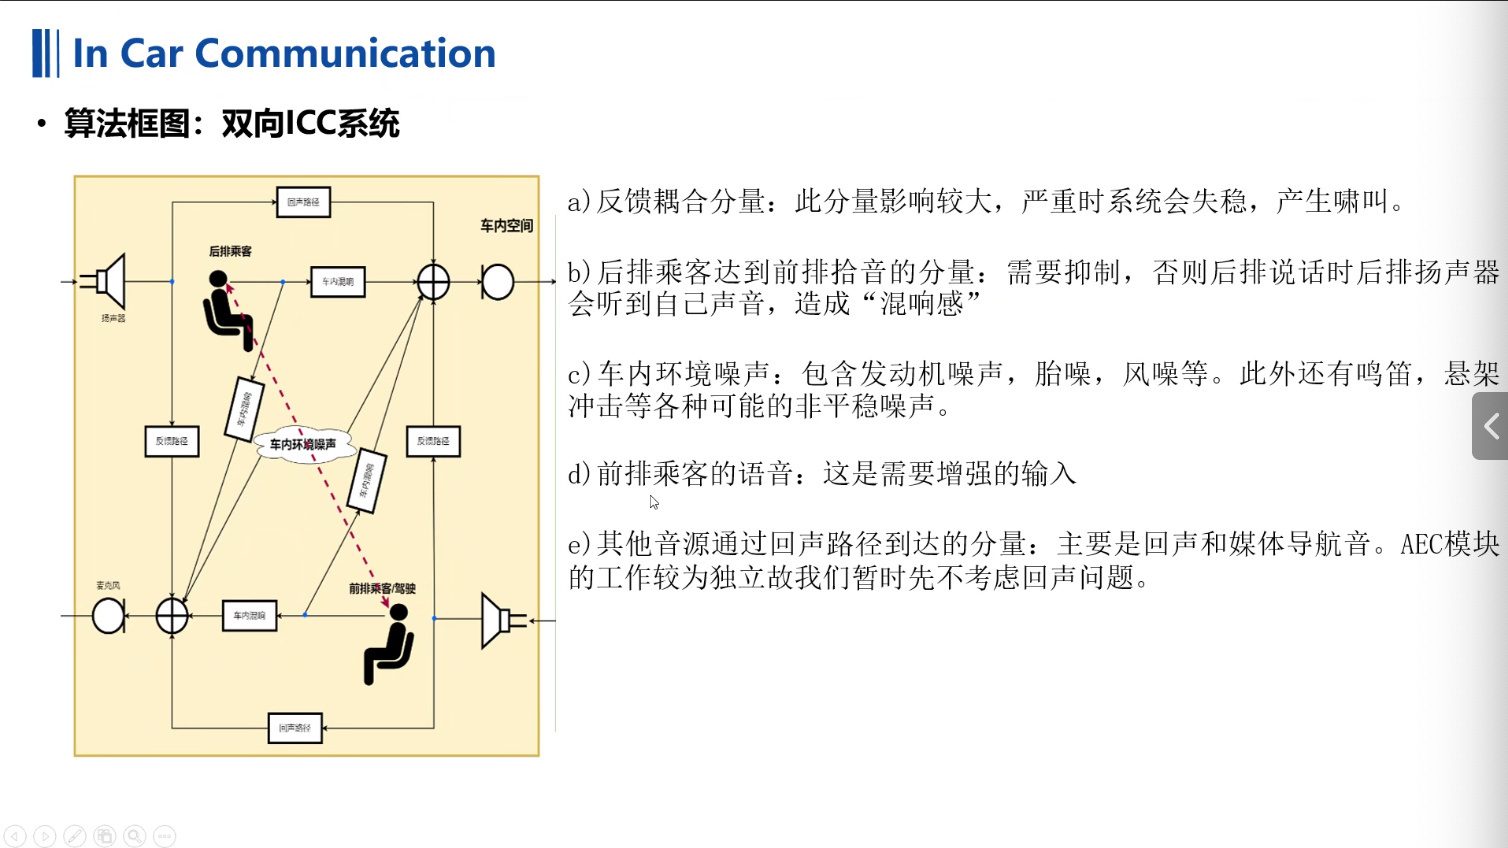 In Car Communication
• 算法框图：双向ICC系统
回声路径
车内空间
后排乘客
车内混响
扬声器
车内混响
反馈路径
车内环境噪声
反馈路径
车内混响
麦克风
前排乘客/驾驶
车内混响
回声路径
a)反馈耦合分量：此分量影响较大，严重时系统会失稳，产生啸叫。
b)后排乘客达到前排拾音的分量：需要抑制，否则后排说话时后排扬声器
会听到自己声音，造成“混响感”
c)车内环境噪声：包含发动机噪声，胎噪，风噪等。此外还有鸣笛，悬架
冲击等各种可能的非平稳噪声。
d)前排乘客的语音：这是需要增强的输入
e)其他音源通过回声路径到达的分量：主要是回声和媒体导航音。AEC模块
的工作较为独立故我们暂时先不考虑回声问题。